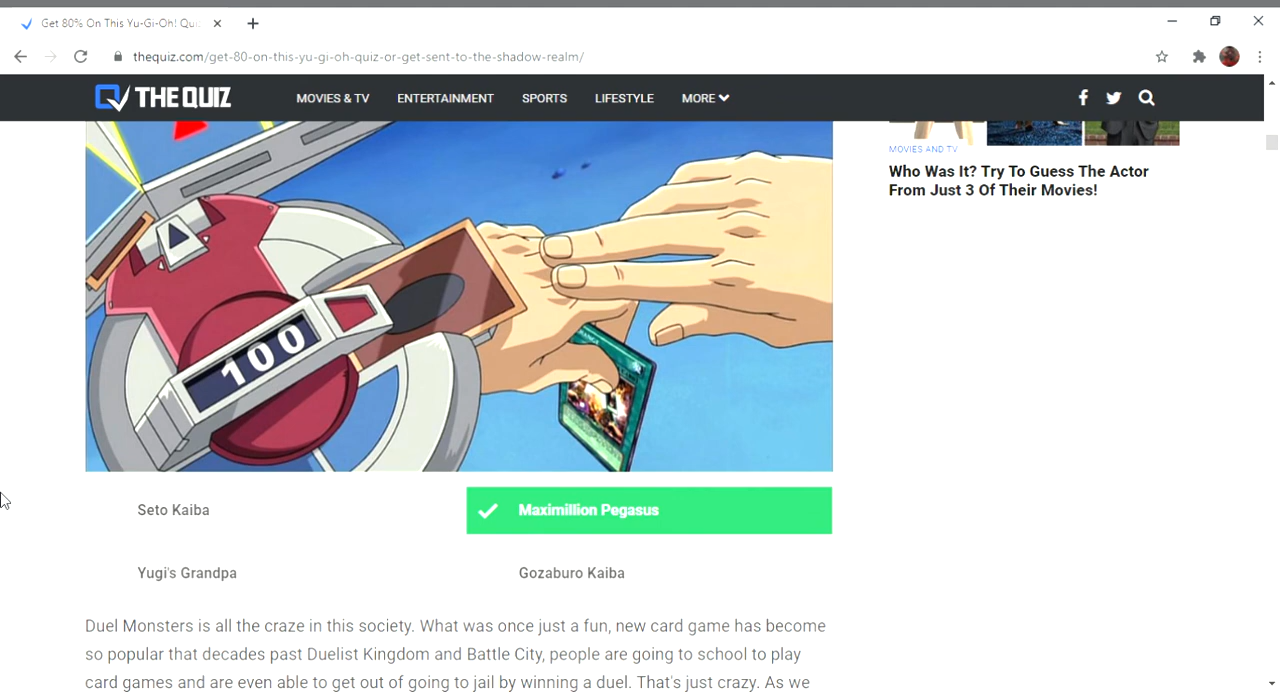 Get 80% On This Yu-Gi-Oh! Qu
thequiz.com/get-80-on-this-yu-gi-oh-quiz-or-get-sent-to-the-shadow-realm/
THE QUIZ
MOVIES & TV
ENTERTAINMENT
SPORTS
LIFESTYLE
MORE
MOVIES AND TV
Who Was It? Try To Guess The Actor
From Just 3 Of Their Movies!
100
Seto Kaiba
Maximillion Pegasus
Yugi's Grandpa
Gozaburo Kaiba
Duel Monsters is all the craze in this society. What was once just a fun, new card game has become
so popular that decades past Duelist Kingdom and Battle City, people are going to school to play
card games and are even able to get out of going to jail by winning a duel. That's just crazy. As we